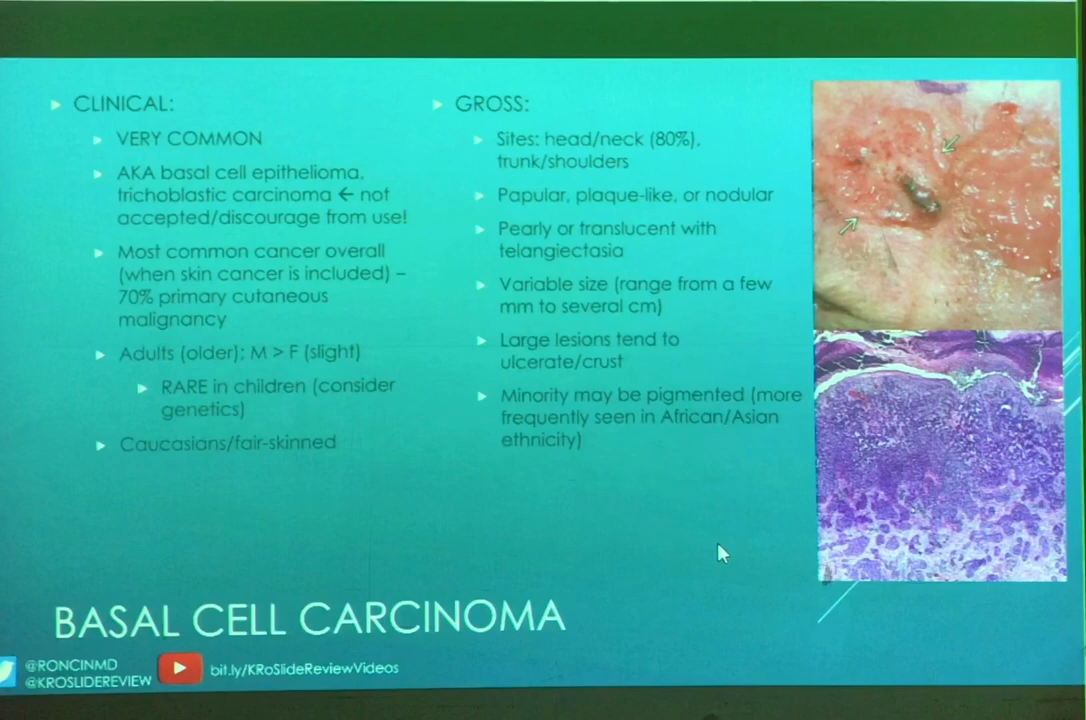 CLINICAL:
VERY COMMON
AKA basal cell epithelioma,
trichoblastic carcinoma ← not
accepted/discourage from use!
Most common cancer overall
(when skin cancer is included) –
70% primary cutaneous
malignancy
Adults (older); M > F (slight)
RARE in children (consider
genetics)
Caucasians/fair-skinned
GROSS:
Sites: head/neck (80%),
trunk/shoulders
Papular, plaque-like, or nodular
Pearly or translucent with
telangiectasia
Variable size (range from a few
mm to several cm)
Large lesions tend to
ulcerate/crust
Minority may be pigmented (more
frequently seen in African/Asian
ethnicity)
BASAL CELL CARCINOMA
@RONCINMD
@KROSLIDEREVIEW
bit.ly/KRoSlideReviewVideos